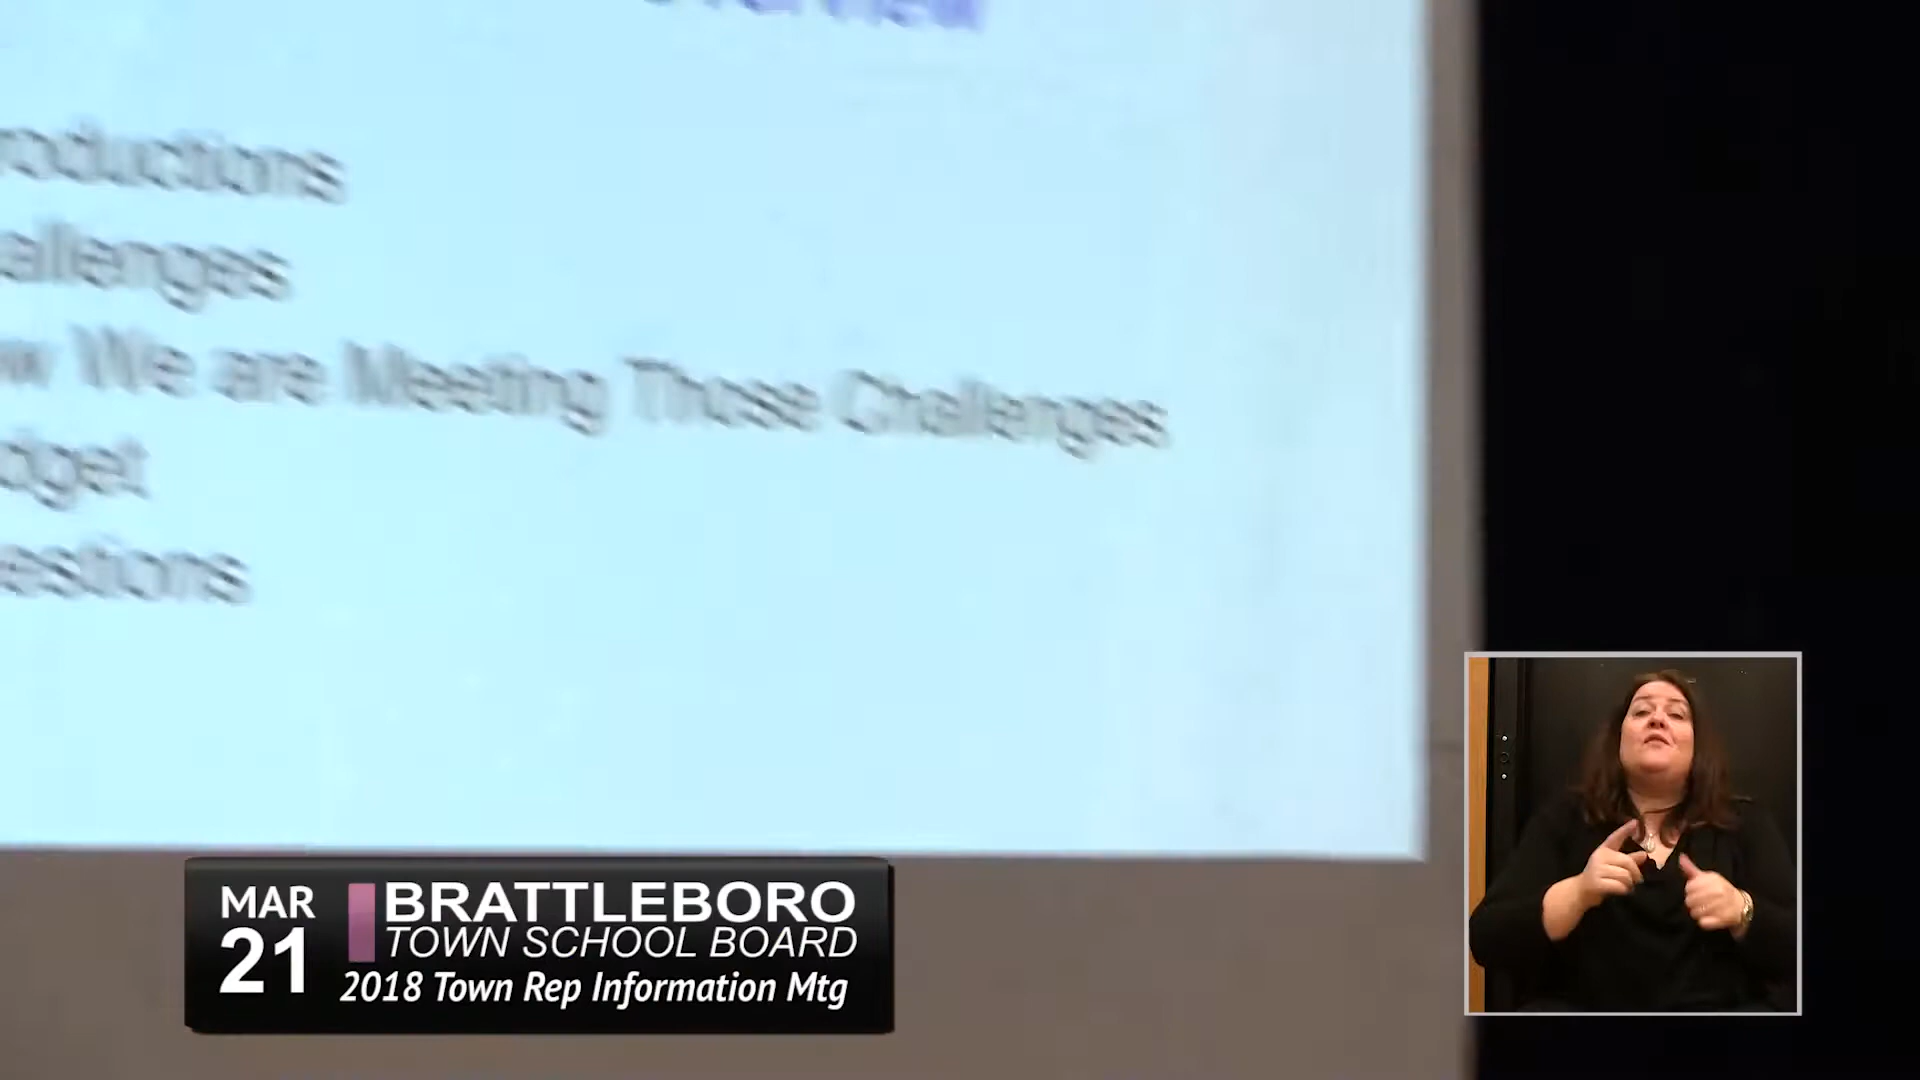 Overview
roductions
allenges
w We are Meeting Those Challenges
dget
estions
MAR
21
BRATTLEBORO
TOWN SCHOOL BOARD
2018 Town Rep Information Mtg